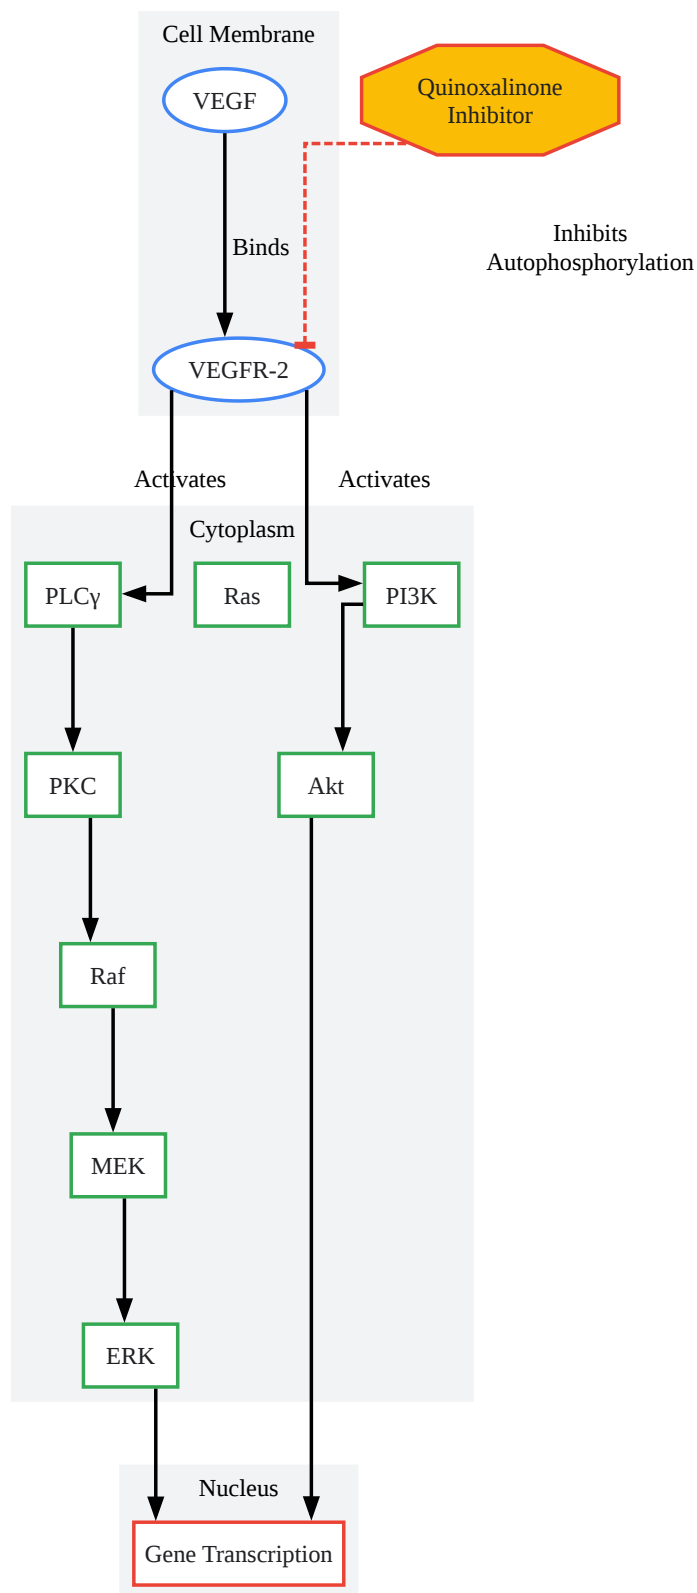 Cell Membrane
VEGF
Quinoxalinone
Inhibitor
Binds
Inhibits
Autophosphorylation
VEGFR-2
Activates
Activates
Cytoplasm
PLCγ
Ras
PI3K
PKC
Akt
Raf
MEK
ERK
Nucleus
Gene Transcription